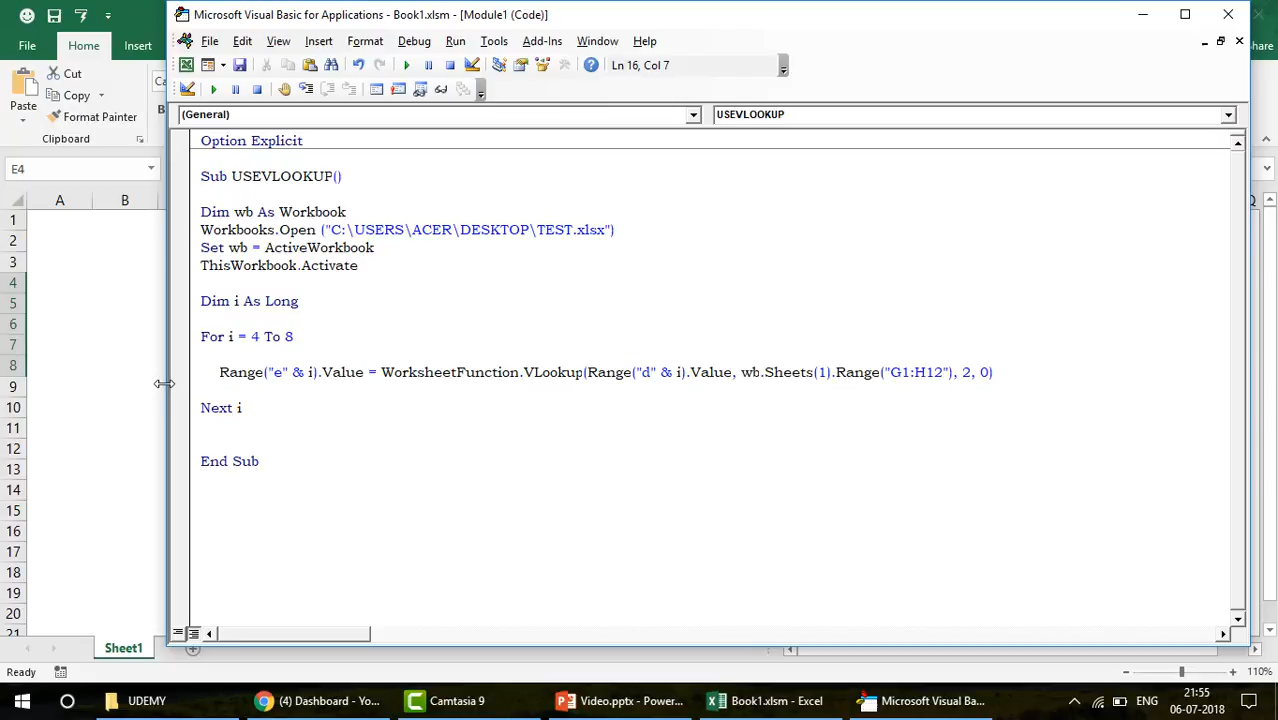 Microsoft Visual Basic for Applications - Book1.xlsm - [Module1 (Code)]
File Edit View Insert Format Debug Run Tools Add-Ins Window Help
Ln 16, Col 7
(General) USEVLOOKUP
Option Explicit
Sub USEVLOOKUP()
Dim wb As Workbook
Workbooks.Open ("C:\USERS\ACER\DESKTOP\TEST.xlsx")
Set wb = ActiveWorkbook
ThisWorkbook.Activate
Dim i As Long
For i = 4 To 8
Range("e" & i).Value = WorksheetFunction.VLookup(Range("d" & i).Value, wb.Sheets(1).Range("G1:H12"), 2, 0)
Next i
End Sub
File Home Insert
Cut
Copy
Format Painter
Paste
Clipboard
E4
A B
1
2
3
4
5
6
7
8
9
10
11
12
13
14
15
16
17
18
19
20
21
Sheet1
Ready 110%
UDEMY (4) Dashboard - Yo... Camtasia 9 Video.pptx - Power... Book1.xlsm - Excel Microsoft Visual Ba...
ENG 21:55
06-07-2018